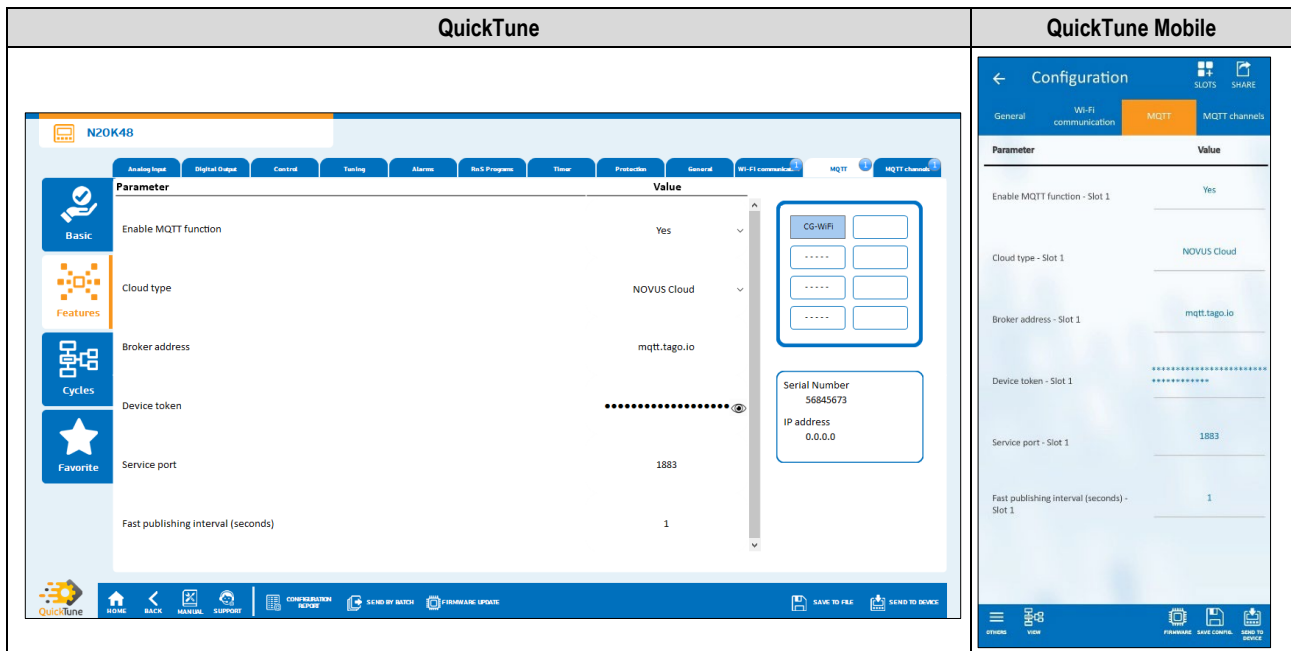 QuickTune
QuickTune Mobile
N20K48
Analog Input
Digital Output
Control
Tuning
Alarms
RoS Programs
Timer
Protection
General
WI-FI communicati
1
MQTT
1
MQTT channels
1
Basic
Features
Cycles
Favorite
Parameter Value
Enable MQTT function Yes
Cloud type NOVUS Cloud
Broker address mqtt.tago.io
Device token •••••••••••••••••••
Service port 1883
Fast publishing interval (seconds) 1
CG-WiFi
-----
-----
-----
Serial Number
56845673
IP address
0.0.0.0
QuickTune
HOME
BACK
MANUAL
SUPPORT
CONFIGURATION
REPORT
SEND BY BATCH
FIRMWARE UPDATE
SAVE TO FILE
SEND TO DEVICE
Configuration
SLOTS
SHARE
General
Wi-Fi
communication
MQTT
MQTT channels
Parameter Value
Enable MQTT function - Slot 1 Yes
Cloud type - Slot 1 NOVUS Cloud
Broker address - Slot 1 mqtt.tago.io
Device token - Slot 1
************************
************
Service port - Slot 1 1883
Fast publishing interval (seconds) -
Slot 1
1
OTHERS
VIEW
FIRMWARE
SAVE CONFIG.
SEND TO
DEVICE